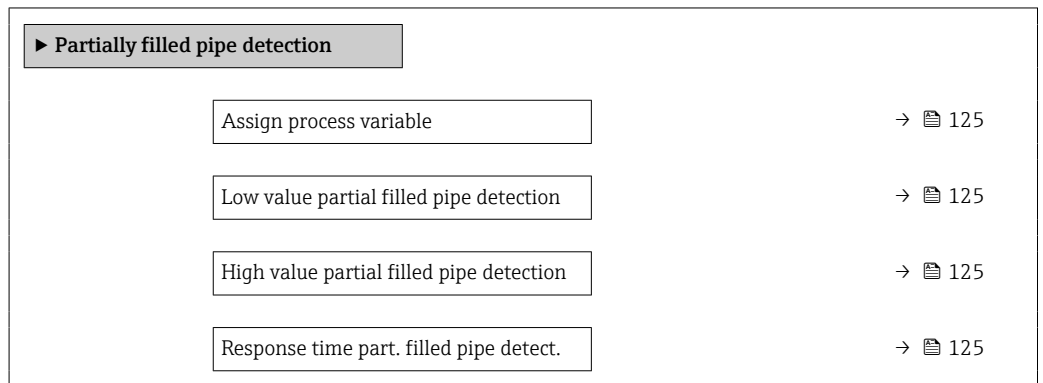 ▶ Partially filled pipe detection
Assign process variable → 125
Low value partial filled pipe detection → 125
High value partial filled pipe detection → 125
Response time part. filled pipe detect. → 125